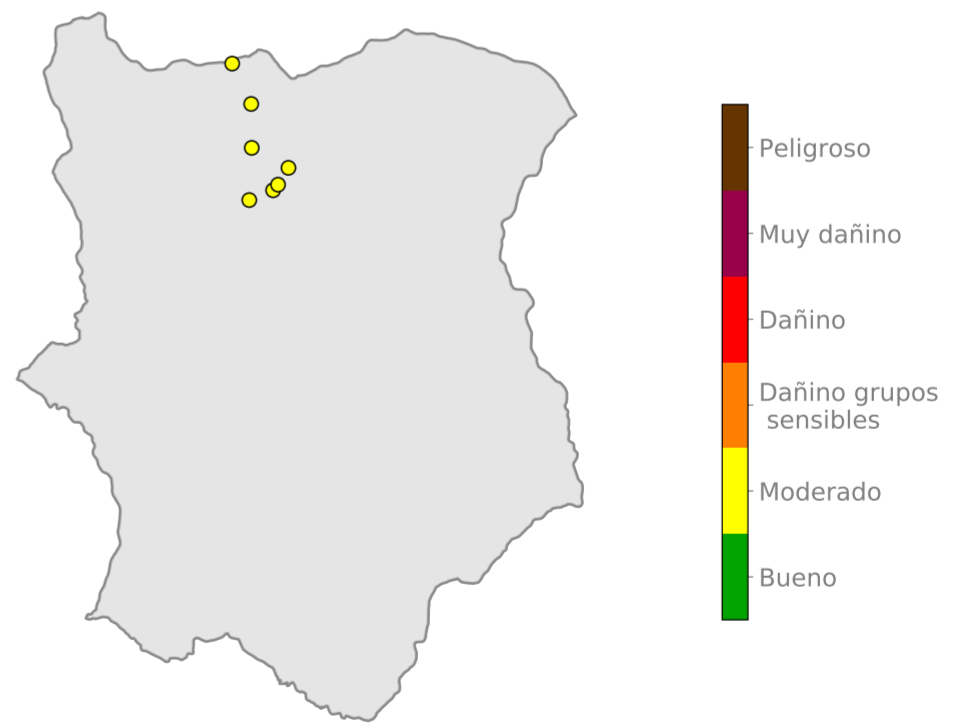 Peligroso
Muy dañino
Dañino
Dañino grupos
sensibles
Moderado
Bueno